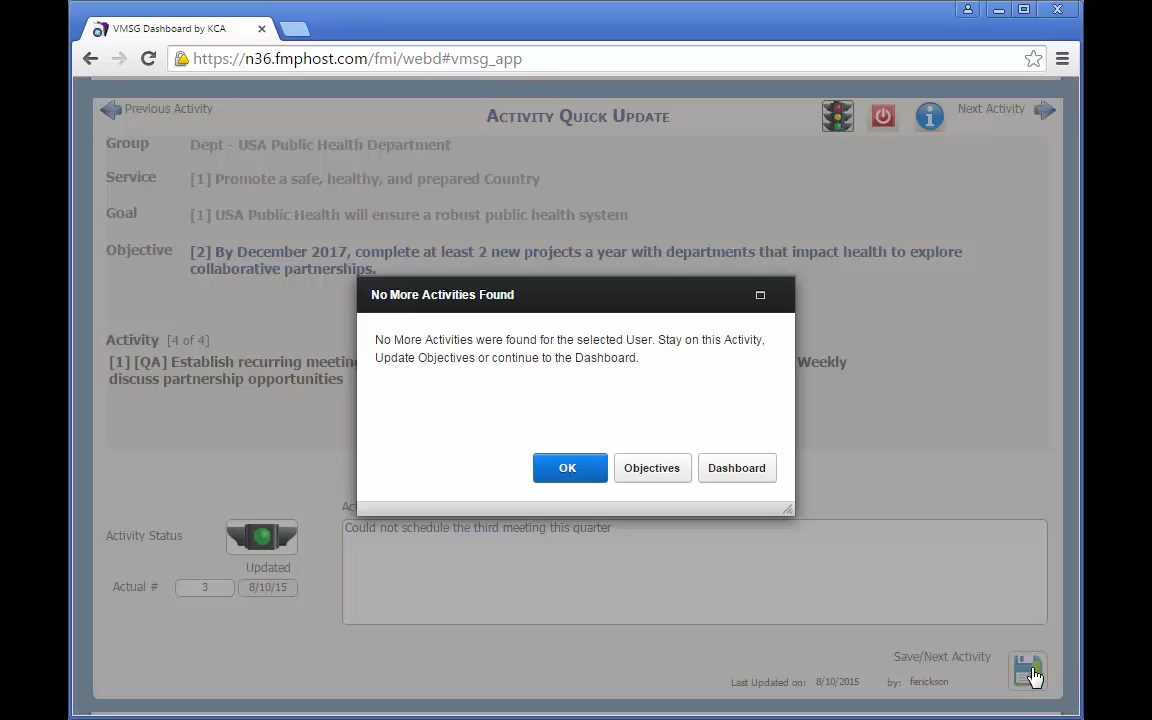 VMSG Dashboard by KCA
https://n36.fmphost.com/fmi/webd#vmsg_app
Previous Activity
Activity Quick Update
Next Activity
Group
Dept - USA Public Health Department
Service
[1] Promote a safe, healthy, and prepared Country
Goal
[1] USA Public Health will ensure a robust public health system
Objective
[2] By December 2017, complete at least 2 new projects a year with departments that impact health to explore
collaborative partnerships.
No More Activities Found
No More Activities were found for the selected User. Stay on this Activity,
Update Objectives or continue to the Dashboard.
OK
Objectives
Dashboard
Activity [4 of 4]
[1] [QA] Establish recurring meeting Weekly
discuss partnership opportunities
Could not schedule the third meeting this quarter
Activity Status
Updated
Actual # 3 8/10/15
Save/Next Activity
Last Updated on: 8/10/2015 by: ferickson